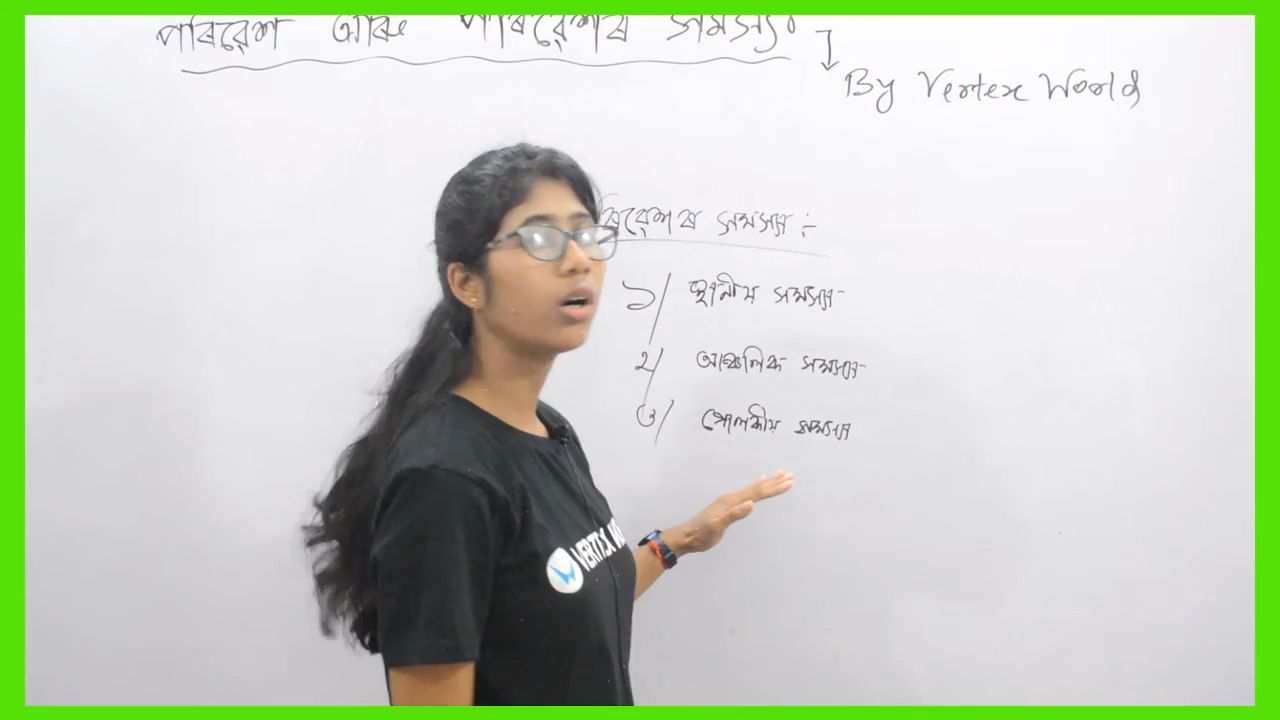 পৰিৱেশ আৰু পৰিৱেশৰ সমস্যা
By Vertex World
ৰিৱেশৰ সমস্যা :-
১/ স্থানীয় সমস্যা
২/ আঞ্চলিক সমস্যা
৩/ গোলকীয় সমস্যা
VERTEX W